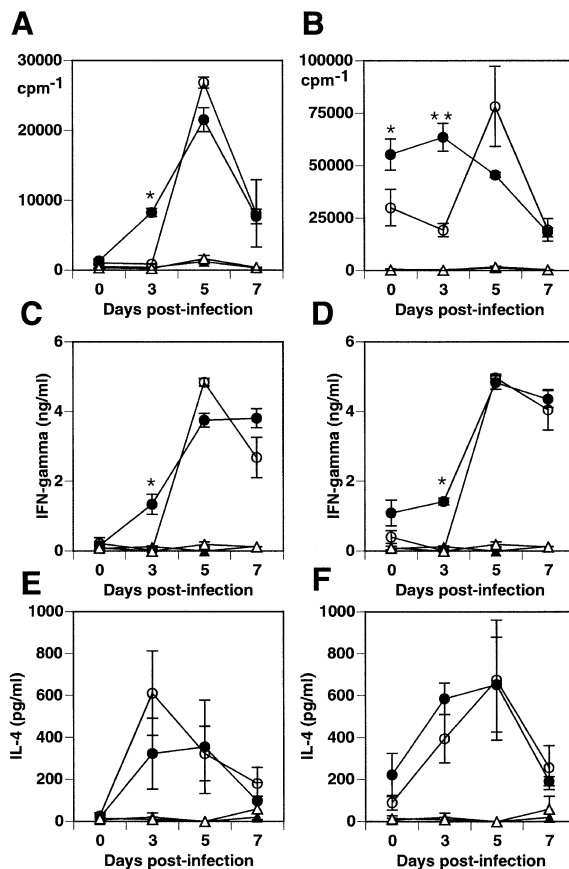 A
B
30000
cpm-1
20000
10000
0
*
0 3 5 7
Days post-infection
100000
cpm-1
75000
50000
25000
0
*
**
0 3 5 7
Days post-infection
C
D
IFN-gamma (ng/ml)
6
4
2
0
*
0 3 5 7
Days post-infection
IFN-gamma (ng/ml)
6
4
2
0
*
0 3 5 7
Days post-infection
E
F
IL-4 (pg/ml)
1000
800
600
400
200
0
0 3 5 7
Days post-infection
IL-4 (pg/ml)
1000
800
600
400
200
0
0 3 5 7
Days post-infection